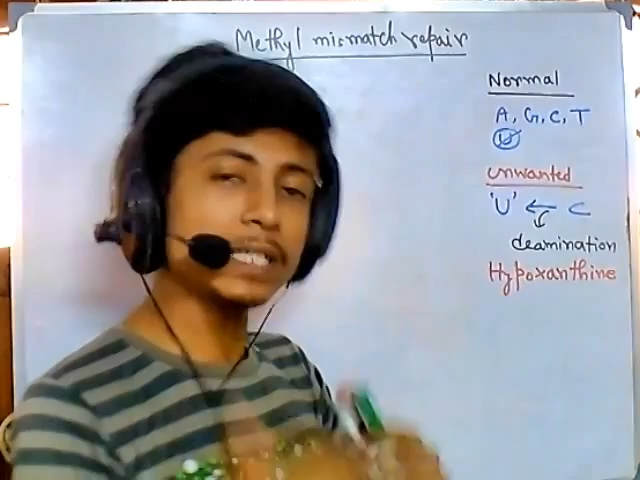 Methyl mismatch repair
Normal
A, G, C, T
U
unwanted
'U' ← C
deamination
Hypoxanthine